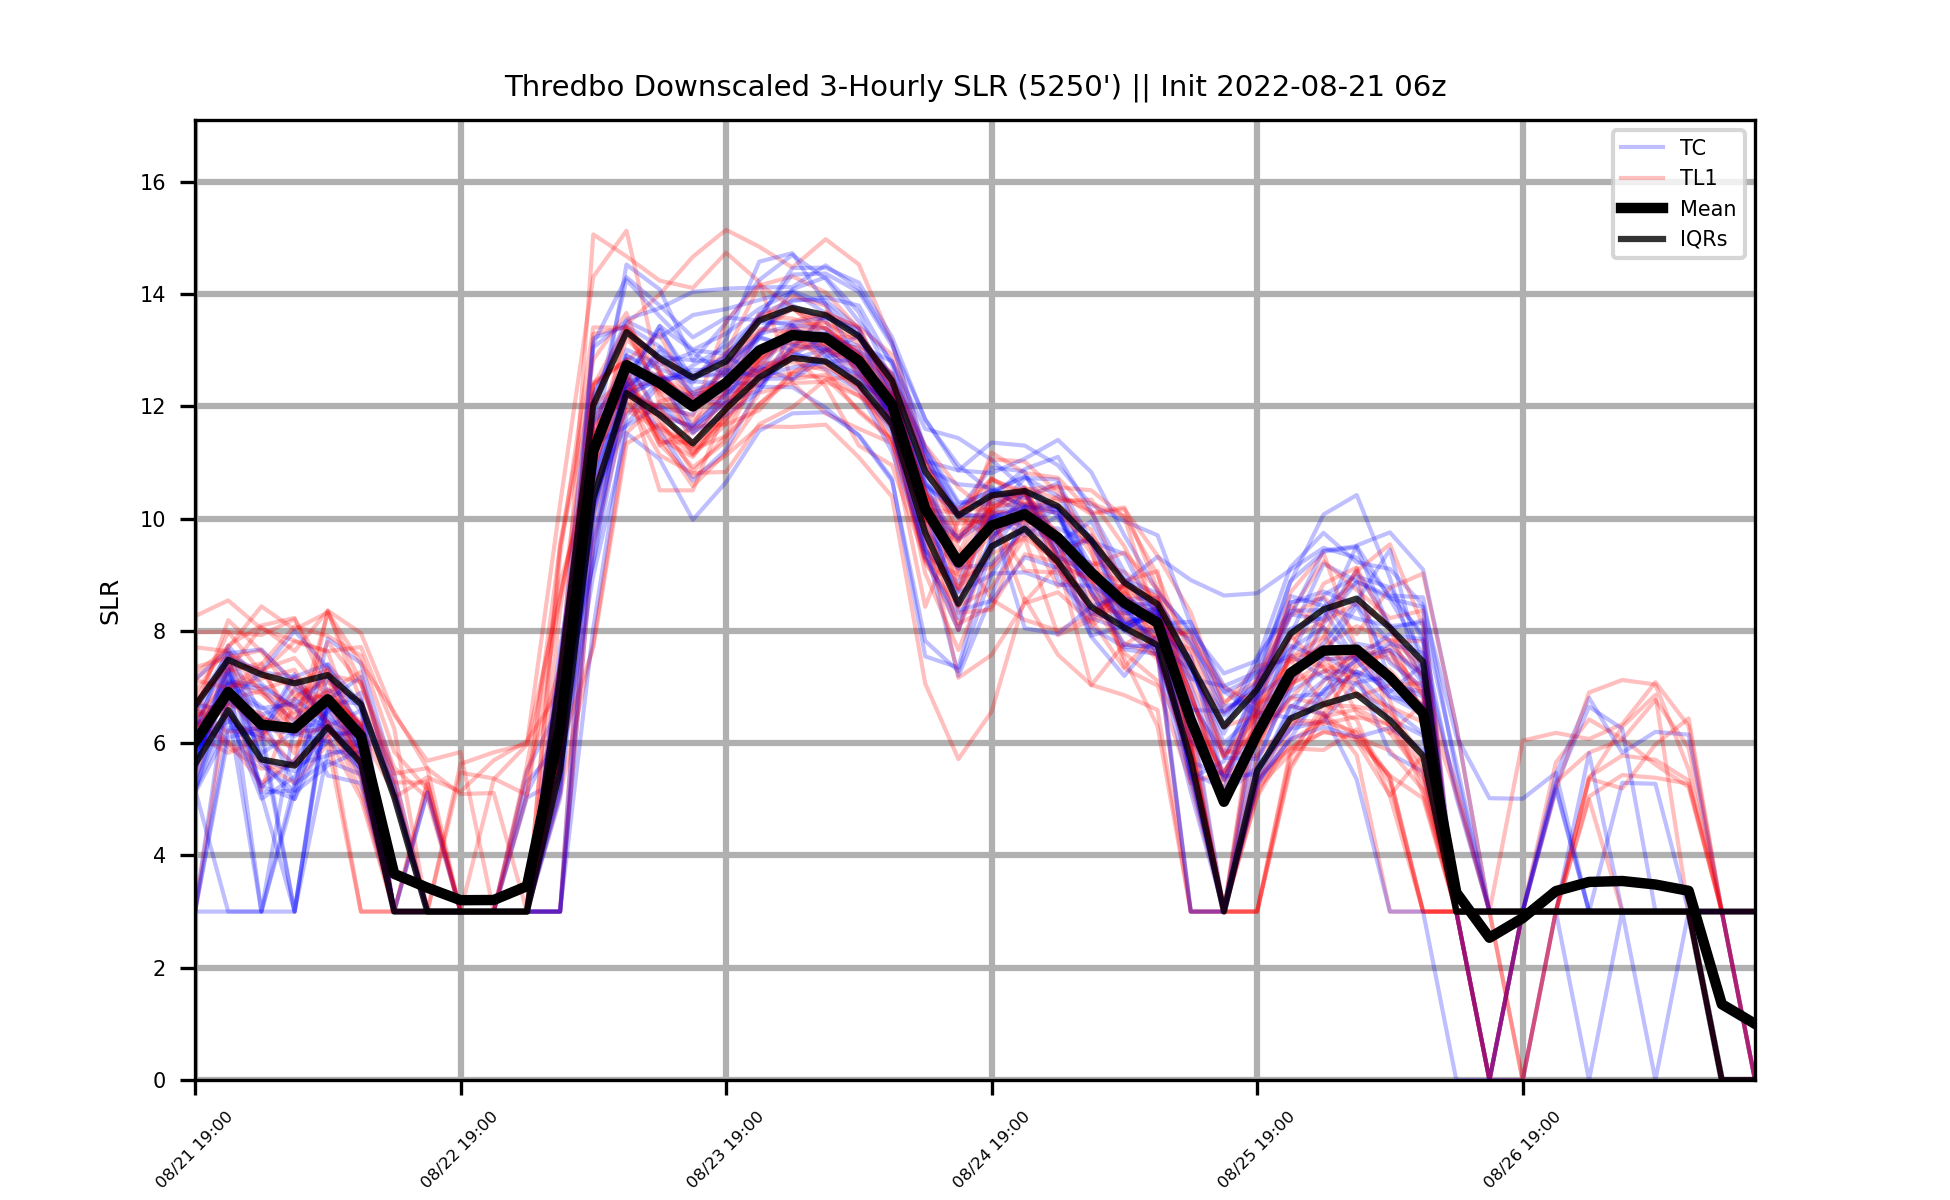 Thredbo Downscaled 3-Hourly SLR (5250') || Init 2022-08-21 06z
TC
TL1
Mean
IQRs
SLR
16
14
12
10
8
6
4
2
0
08/21 19:00
08/22 19:00
08/23 19:00
08/24 19:00
08/25 19:00
08/26 19:00